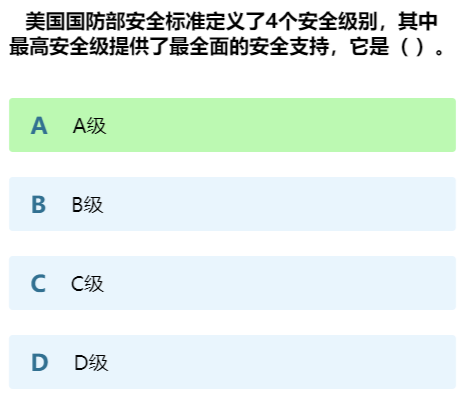 美国国防部安全标准定义了4个安全级别，其中
最高安全级提供了最全面的安全支持，它是（ ）。
A A级
B B级
C C级
D D级